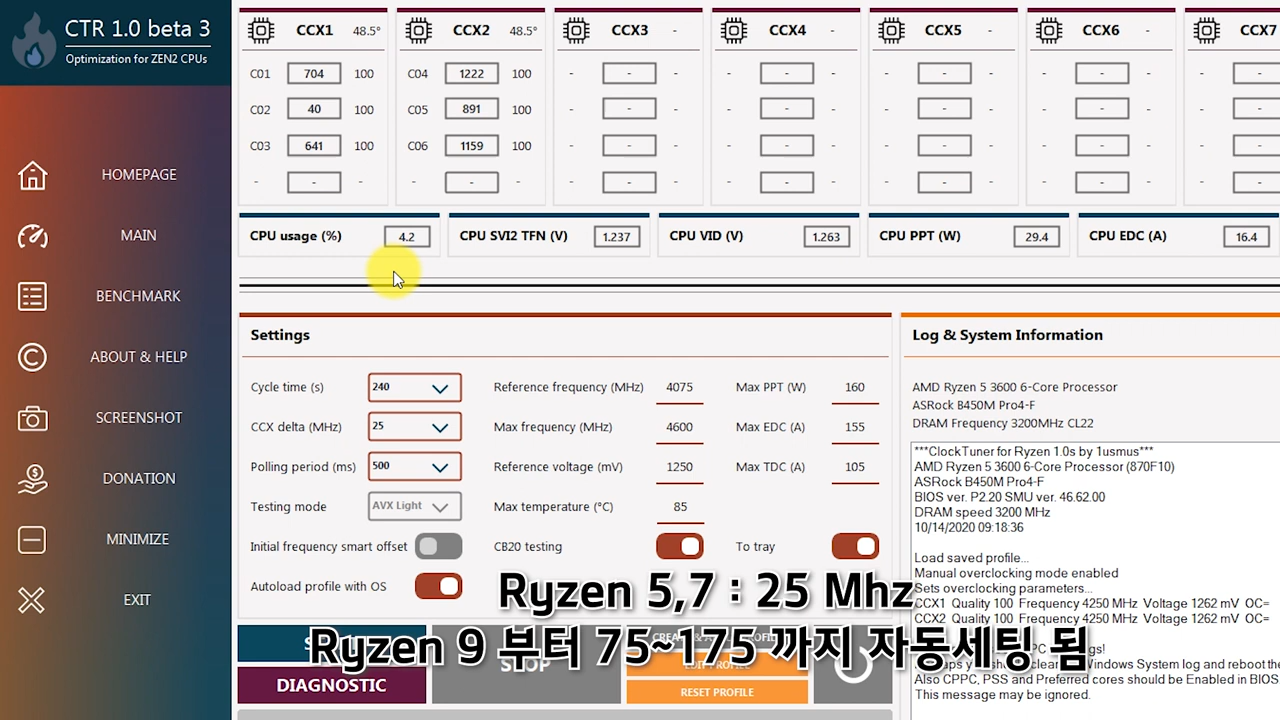 CTR 1.0 beta 3
Optimization for ZEN2 CPUs
HOMEPAGE
MAIN
BENCHMARK
ABOUT & HELP
SCREENSHOT
DONATION
MINIMIZE
EXIT
CCX1 48.5° CCX2 48.5° CCX3 - CCX4 - CCX5 - CCX6 - CCX7
C01 704 100 C04 1222 100 - - - - - - - - - - - - - -
C02 40 100 C05 891 100 - - - - - - - - - - - - - -
C03 641 100 C06 1159 100 - - - - - - - - - - - - - -
- - - - - - - - - - - - - - - - - - - -
CPU usage (%) 4.2 CPU SVI2 TFN (V) 1.237 CPU VID (V) 1.263 CPU PPT (W) 29.4 CPU EDC (A) 16.4
Settings
Cycle time (s) 240 Reference frequency (MHz) 4075 Max PPT (W) 160
CCX delta (MHz) 25 Max frequency (MHz) 4600 Max EDC (A) 155
Polling period (ms) 500 Reference voltage (mV) 1250 Max TDC (A) 105
Testing mode AVX Light Max temperature (°C) 85
Initial frequency smart offset CB20 testing To tray
Autoload profile with OS
STOP
DIAGNOSTIC
RESET PROFILE
Log & System Information
AMD Ryzen 5 3600 6-Core Processor
ASRock B450M Pro4-F
DRAM Frequency 3200MHz CL22
***ClockTuner for Ryzen 1.0s by 1usmus***
AMD Ryzen 5 3600 6-Core Processor (870F10)
ASRock B450M Pro4-F
BIOS ver. P2.20 SMU ver. 46.62.00
DRAM speed 3200 MHz
10/14/2020 09:18:36
Load saved profile...
Manual overclocking mode enabled
Sets overclocking parameters...
CCX1 Quality 100 Frequency 4250 MHz Voltage 1262 mV OC=
CCX2 Quality 100 Frequency 4250 MHz Voltage 1262 mV OC=
Windows System log and reboot the
Also CPPC, PSS and Preferred cores should be Enabled in BIOS
This message may be ignored.
Ryzen 5,7 : 25 Mhz
Ryzen 9 부터 75~175 까지 자동세팅 됨